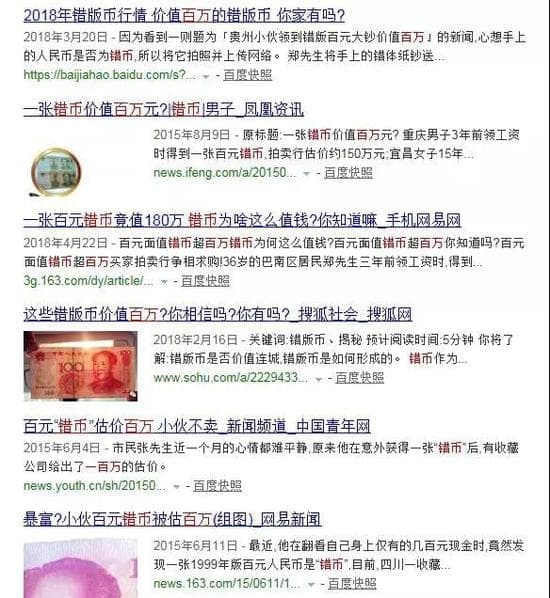 2018年错版币行情 价值百万的错版币 你家有吗?
2018年3月20日 - 因为看到一则题为「贵州小伙领到错版百元大钞价值百万」的新闻,心想手上
的人民币是否为错币,所以将它拍照并上传网络。 郑先生将手上的错体纸钞送...
https://baijiahao.baidu.com/s?... - 百度快照
一张错币价值百万元?|错币|男子_凤凰资讯
2015年8月9日 - 原标题:一张错币价值百万元? 重庆男子3年前领工资
时得到一张百元错币,拍卖行估价约150万元;宜昌女子15年...
news.ifeng.com/a/20150... - 百度快照
一张百元错币竟值180万 错币为啥这么值钱?你知道嘛_手机网易网
2018年4月22日 - 百元面值错币超百万错币为何这么值钱?百元面值错币超百万你知道吗?百元
面值错币超百万买家拍卖行争相求购!36岁的巴南区居民郑先生三年前领工资时,得到...
3g.163.com/dy/article/... - 百度快照
这些错版币价值百万?你相信吗?你有吗?_搜狐社会_搜狐网
2018年2月16日 - 关键词:错版币、揭秘 预计阅读时间:5分钟 你将了
解:错版币是否价值连城,错版币是如何形成的。 错币作为...
www.sohu.com/a/2229433... - 百度快照
100
百元“错币”估价百万 小伙不卖_新闻频道_中国青年网
2015年6月4日 - 市民张先生近一个月的心情都难平静,原来他在意外获得一张“错币”后,有收藏
公司给出了一百万的估价。
news.youth.cn/sh/20150... - 百度快照
暴富?小伙百元错币被估百万(组图)_网易新闻
2015年6月11日 - 最近,他在翻看自己身上仅有的几百元现金时,竟然发
现一张1999年版百元人民币是“错币”,目前,四川一收藏...
news.163.com/15/0611/1... - 百度快照